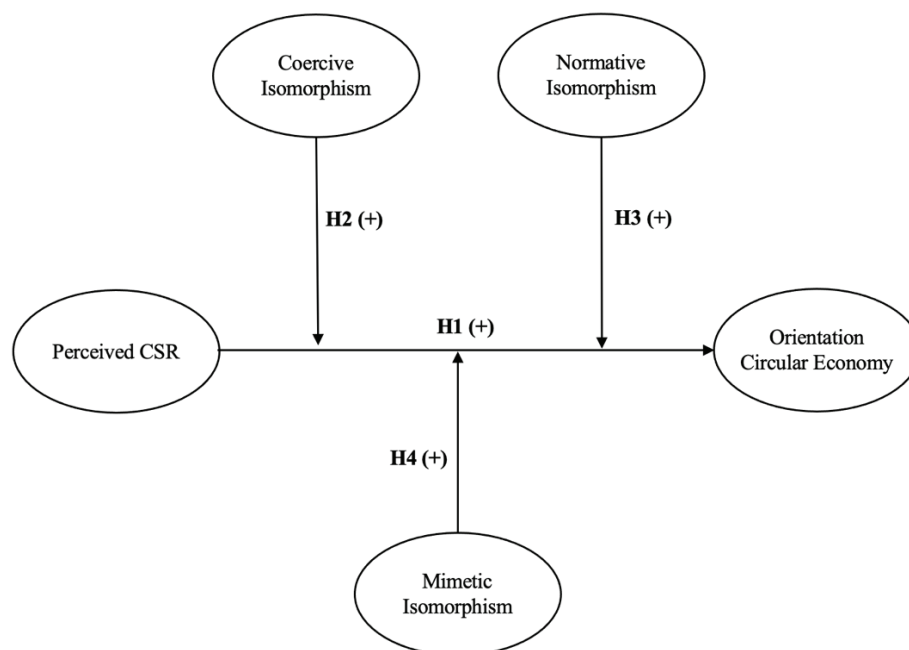 Coercive
Isomorphism
Normative
Isomorphism
H2 (+)
H3 (+)
Perceived CSR
H1 (+)
Orientation
Circular Economy
H4 (+)
Mimetic
Isomorphism